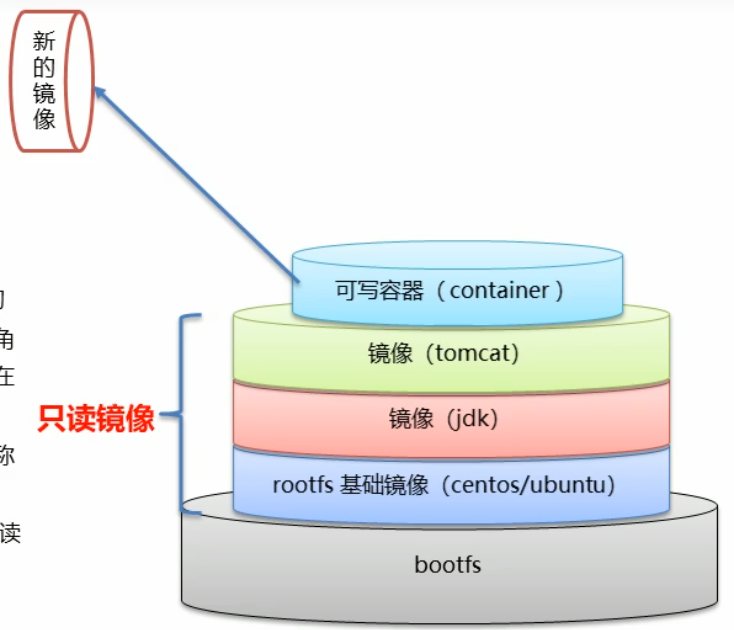 新的镜像
角
在
称
读
只读镜像
可写容器（container）
镜像（tomcat）
镜像（jdk）
rootfs 基础镜像（centos/ubuntu）
bootfs